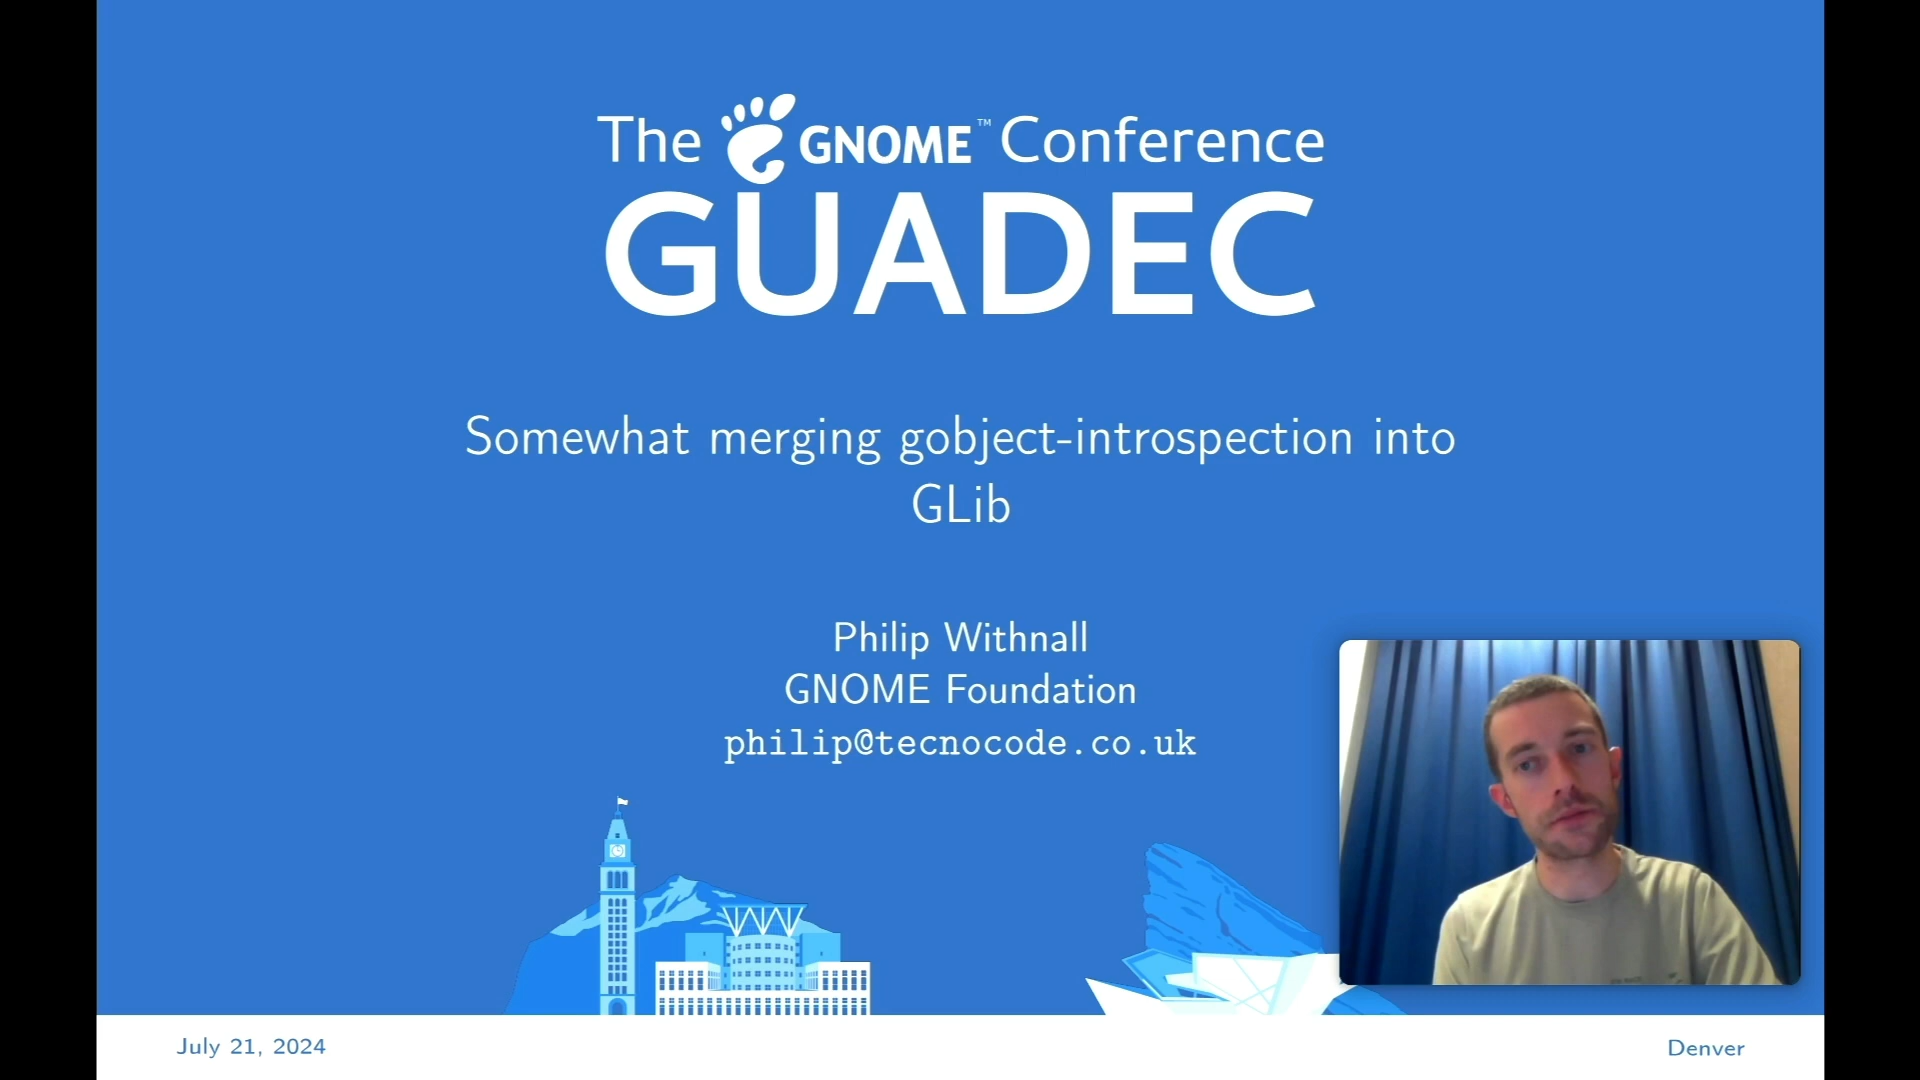 The GNOME™ Conference
GUADEC
Somewhat merging gobject-introspection into
GLib
Philip Withnall
GNOME Foundation
philip@tecnocode.co.uk
July 21, 2024
Denver